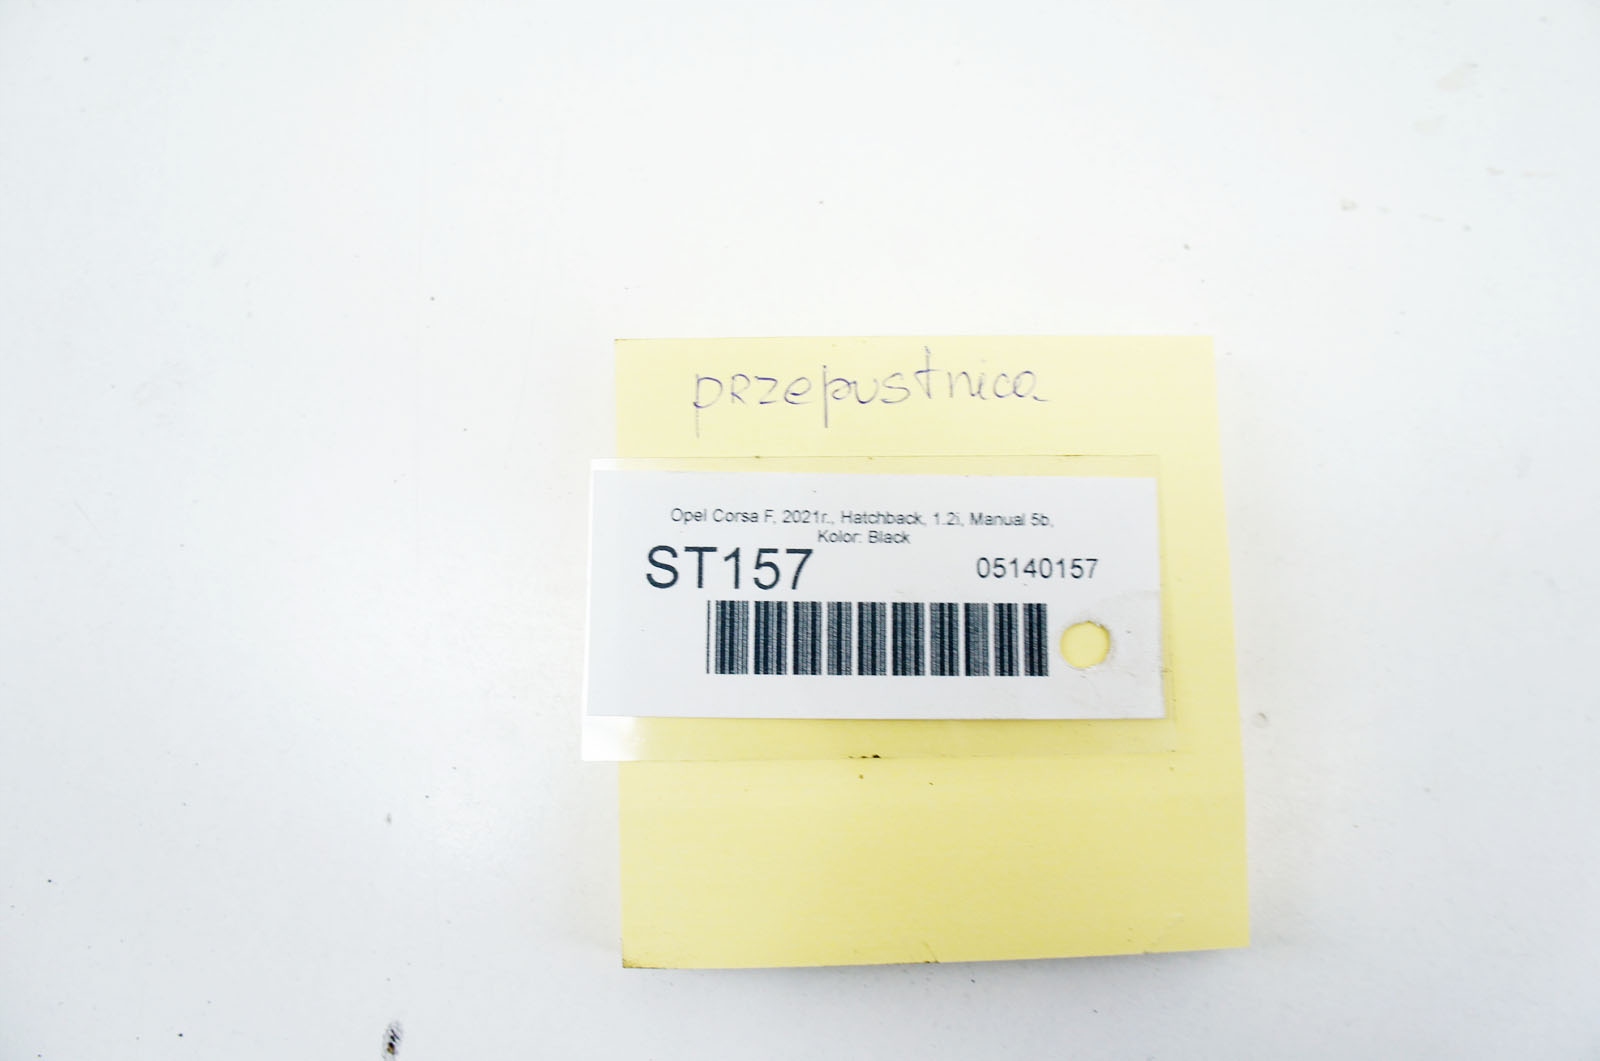 przepustnica
Opel Corsa F, 2021r., Hatchback, 1.2i, Manual 5b,
Kolor: Black
ST157 05140157